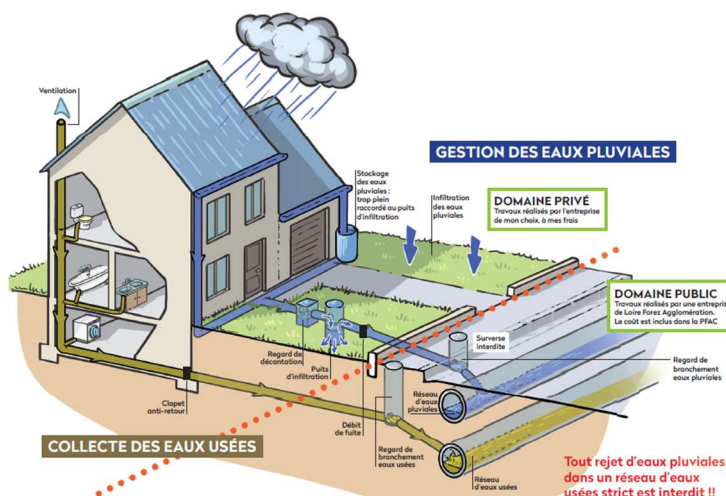 Ventilation
GESTION DES EAUX PLUVIALES
Stockage
des eaux
pluviales :
trop plein
raccordé au puits
d'infiltration
Infiltration
des eaux
pluviales
DOMAINE PRIVÉ
Travaux réalisés par l'entreprise
de mon choix, à mes frais
DOMAINE PUBLIC
Travaux réalisés par une entreprise
de Loire Forez Agglomération.
Le coût est inclus dans la PFAC
Surverse
interdite
Regard de
branchement
eaux pluviales
Regard de
décantation
Puits
d'infiltration
Clapet
anti-retour
Débit
de fuite
Réseau
d'eaux
pluviales
COLLECTE DES EAUX USÉES
Regard de
branchement
eaux usées
Réseau
d'eaux usées
Tout rejet d'eaux pluviales
dans un réseau d'eaux
usées strict est interdit !!